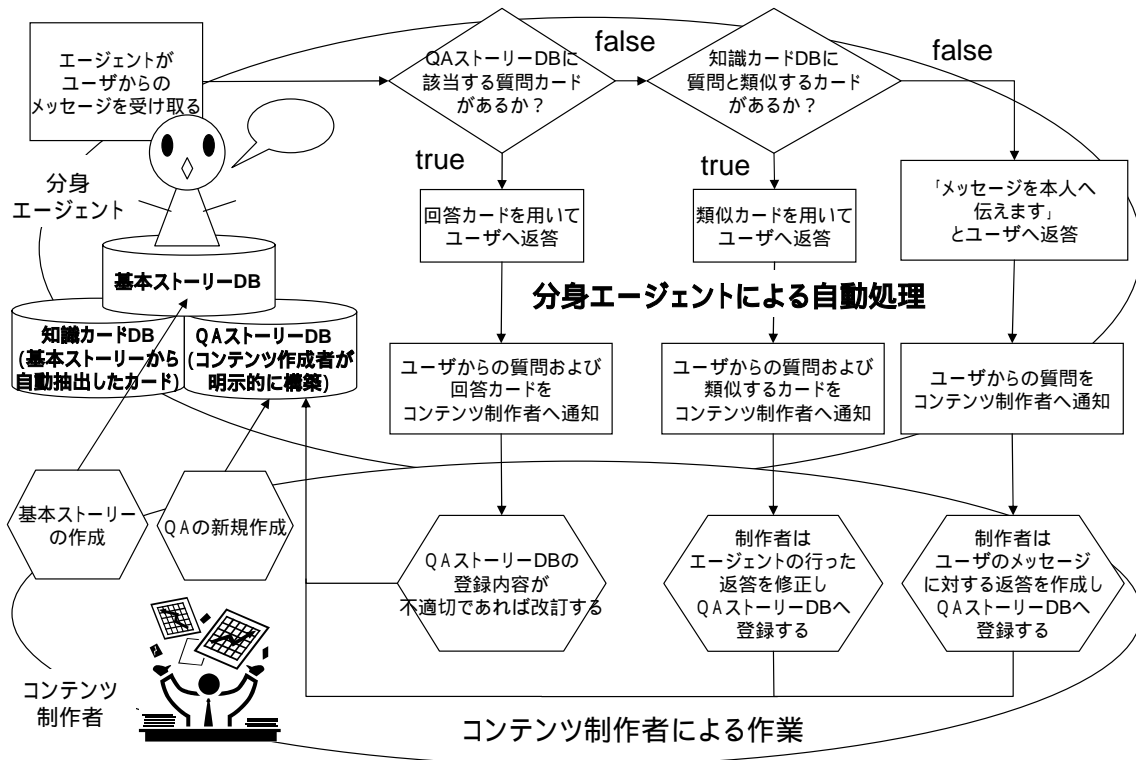 エージェントが
ユーザからの
メッセージを受け取る
QAストーリーDBに
該当する質問カード
があるか？
false
知識カードDBに
質問と類似するカード
があるか？
false
true
true
分身
エージェント
回答カードを用いて
ユーザへ返答
類似カードを用いて
ユーザへ返答
「メッセージを本人へ
伝えます」
とユーザへ返答
基本ストーリーDB
分身エージェントによる自動処理
知識カードDB
(基本ストーリーから
自動抽出したカード)
QAストーリーDB
(コンテンツ作成者が
明示的に構築)
ユーザからの質問および
回答カードを
コンテンツ制作者へ通知
ユーザからの質問および
類似するカードを
コンテンツ制作者へ通知
ユーザからの質問を
コンテンツ制作者へ通知
基本ストーリー
の作成
QAの新規作成
QAストーリーDBの
登録内容が
不適切であれば改訂する
制作者は
エージェントの行った
返答を修正し
QAストーリーDBへ
登録する
制作者は
ユーザのメッセージ
に対する返答を作成し
QAストーリーDBへ
登録する
コンテンツ
制作者
コンテンツ制作者による作業